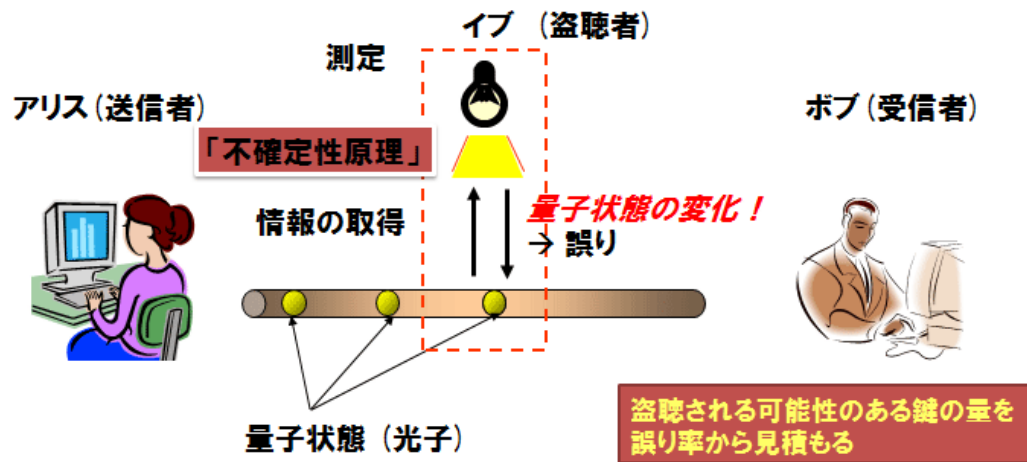 イブ （盗聴者）
測定
アリス（送信者）
ボブ（受信者）
「不確定性原理」
量子状態の変化！
情報の取得
→ 誤り
量子状態（光子）
盗聴される可能性のある鍵の量を
誤り率から見積もる